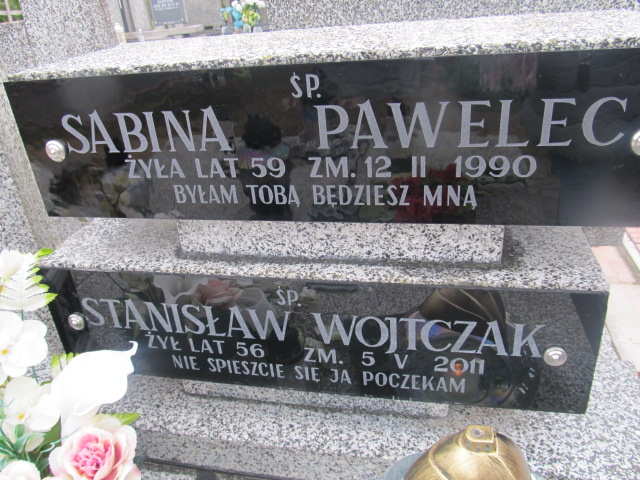 ŚP.
SABINA PAWELEC
ŻYŁA LAT 59 ZM. 12 II 1990
BYŁAM TOBĄ BĘDZIESZ MNĄ
ŚP.
STANISŁAW WOJTCZAK
ŻYŁ LAT 56 ZM. 5 V 2011
NIE SPIESZCIE SIĘ JA POCZEKAM